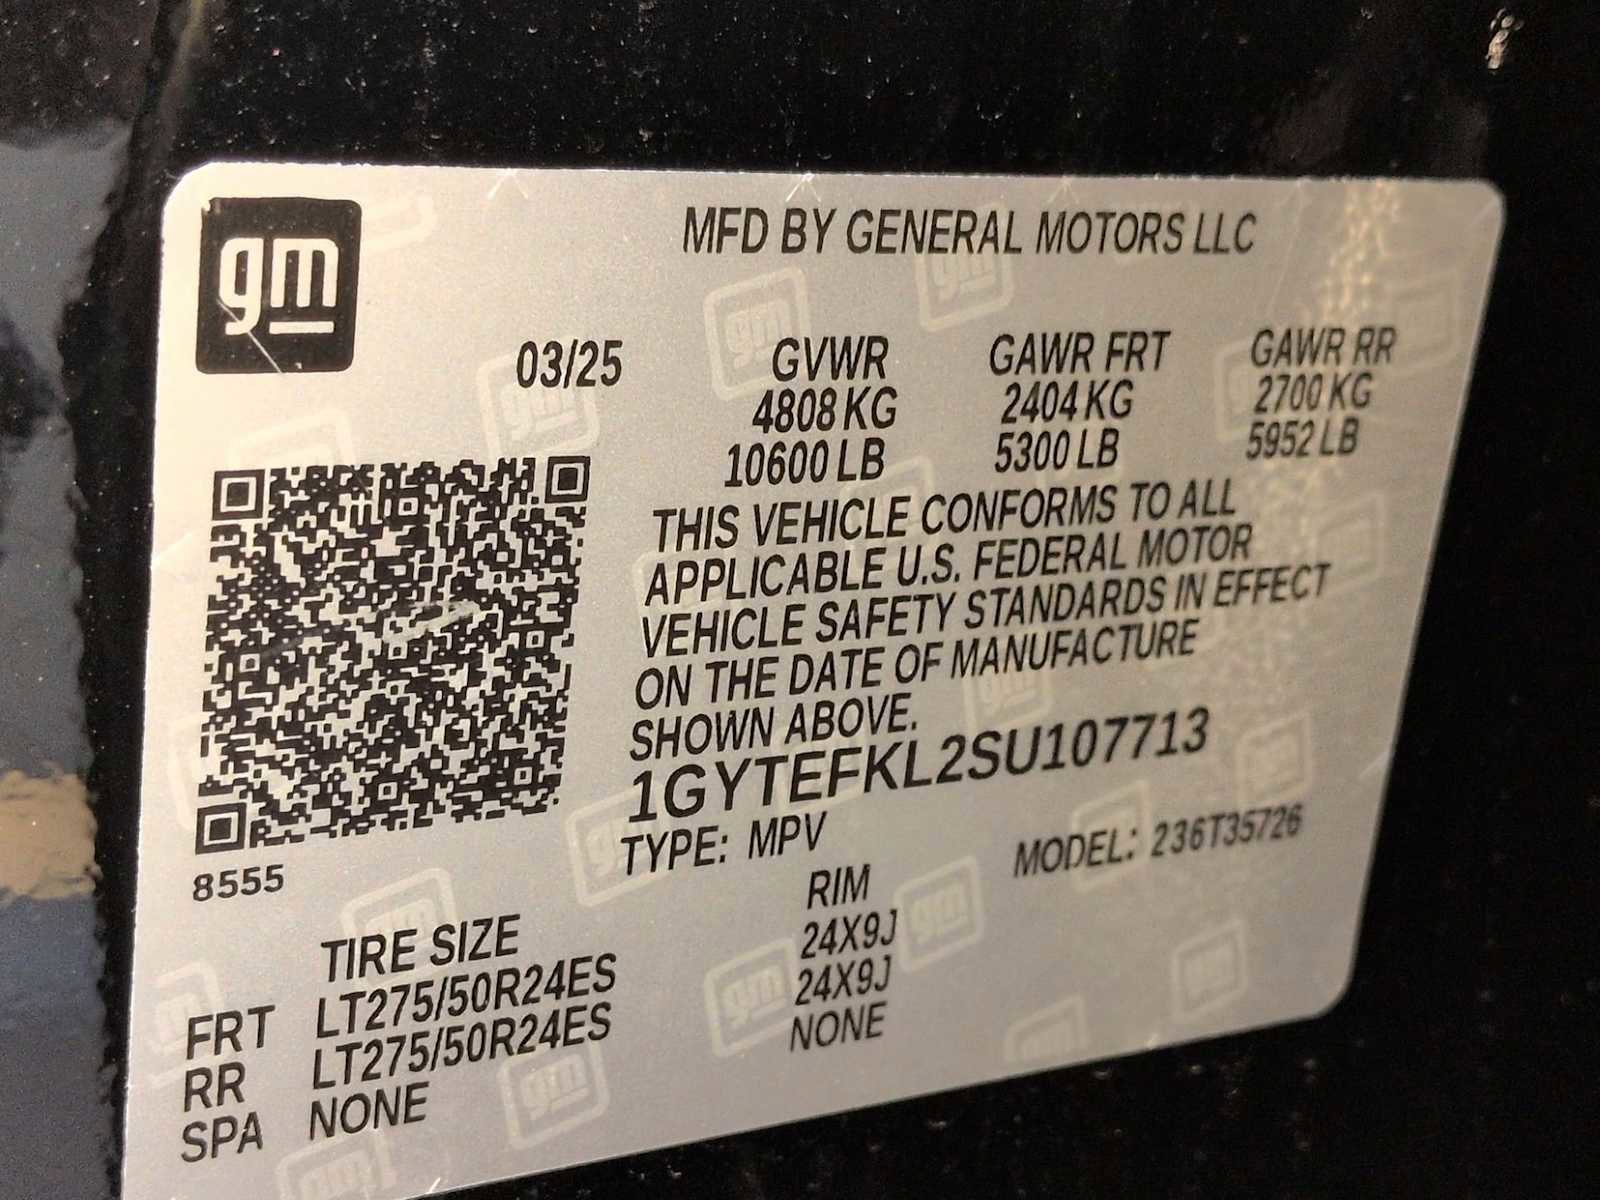 gm
MFD BY GENERAL MOTORS LLC
03/25 GVWR GAWR FRT GAWR RR
4808 KG 2404 KG 2700 KG
10600 LB 5300 LB 5952 LB
THIS VEHICLE CONFORMS TO ALL
APPLICABLE U.S. FEDERAL MOTOR
VEHICLE SAFETY STANDARDS IN EFFECT
ON THE DATE OF MANUFACTURE
SHOWN ABOVE.
1GYTEFKL2SU107713
TYPE: MPV MODEL: 236T35726
8555
TIRE SIZE RIM
FRT LT275/50R24ES 24X9J
RR LT275/50R24ES 24X9J
SPA NONE NONE